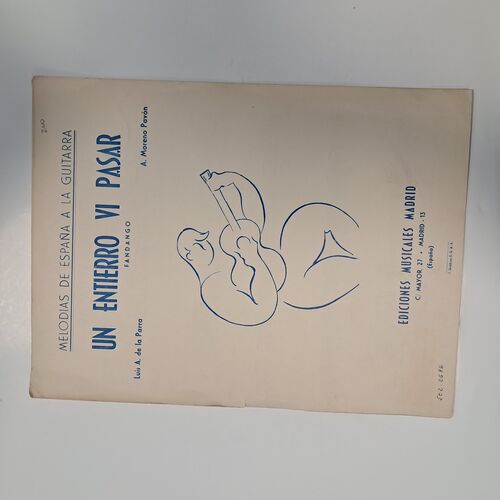 MELODIAS DE ESPAÑA A LA GUITARRA
UN ENTIERRO VI PASAR
FANDANGO
Luis A. de la Parra
A. Moreno Pavón
EDICIONES MUSICALES MADRID
C. MAYOR, 27 - MADRID - 13
(España)